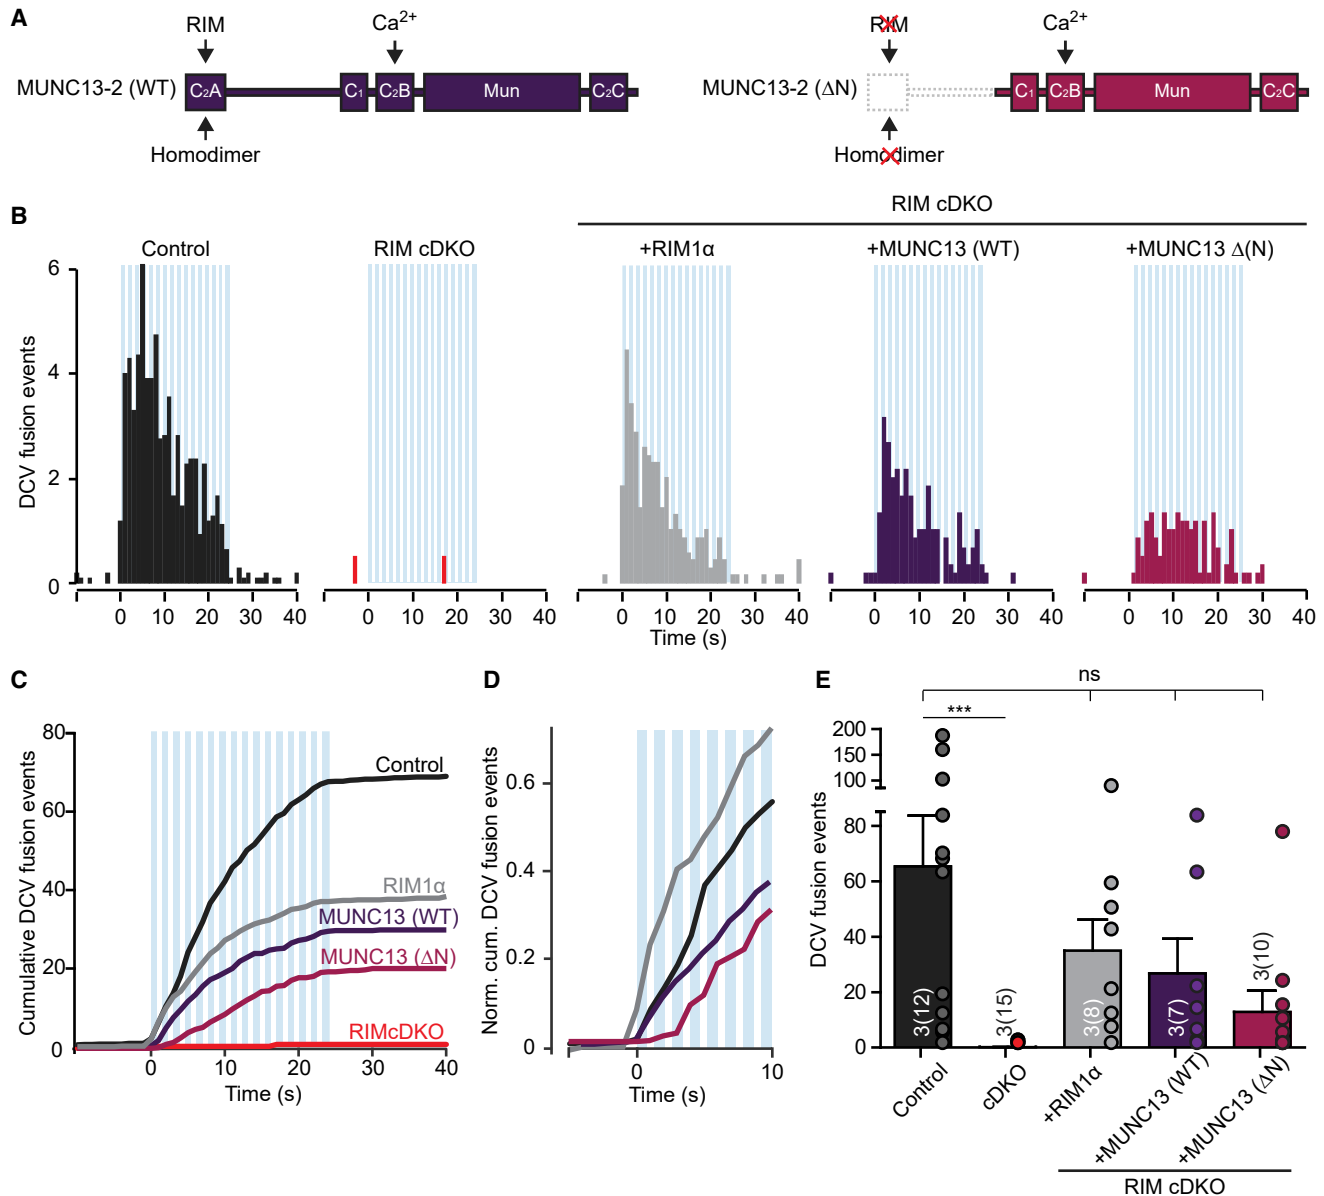 A
RIM
Ca2+
MUNC13-2 (WT)
C2A
C1
C2B
Mun
C2C
Homodimer
RIM
Ca2+
MUNC13-2 (ΔN)
C1
C2B
Mun
C2C
Homodimer
B
RIM cDKO
Control
RIM cDKO
+RIM1α
+MUNC13 (WT)
+MUNC13 Δ(N)
DCV fusion events
6
4
2
0
0 10 20 30 40
0 10 20 30 40
0 10 20 30 40
0 10 20 30 40
0 10 20 30 40
Time (s)
C
Cumulative DCV fusion events
80
60
40
20
0
Control
RIM1α
MUNC13 (WT)
MUNC13 (ΔN)
RIMcDKO
0 10 20 30 40
Time (s)
D
Norm. cum. DCV fusion events
0.6
0.4
0.2
0
0 10
Time (s)
E
ns
***
DCV fusion events
200
150
100
80
60
40
20
0
3(12)
3(15)
3(8)
3(7)
3(10)
Control
cDKO
+RIM1α
+MUNC13 (WT)
+MUNC13 (ΔN)
RIM cDKO